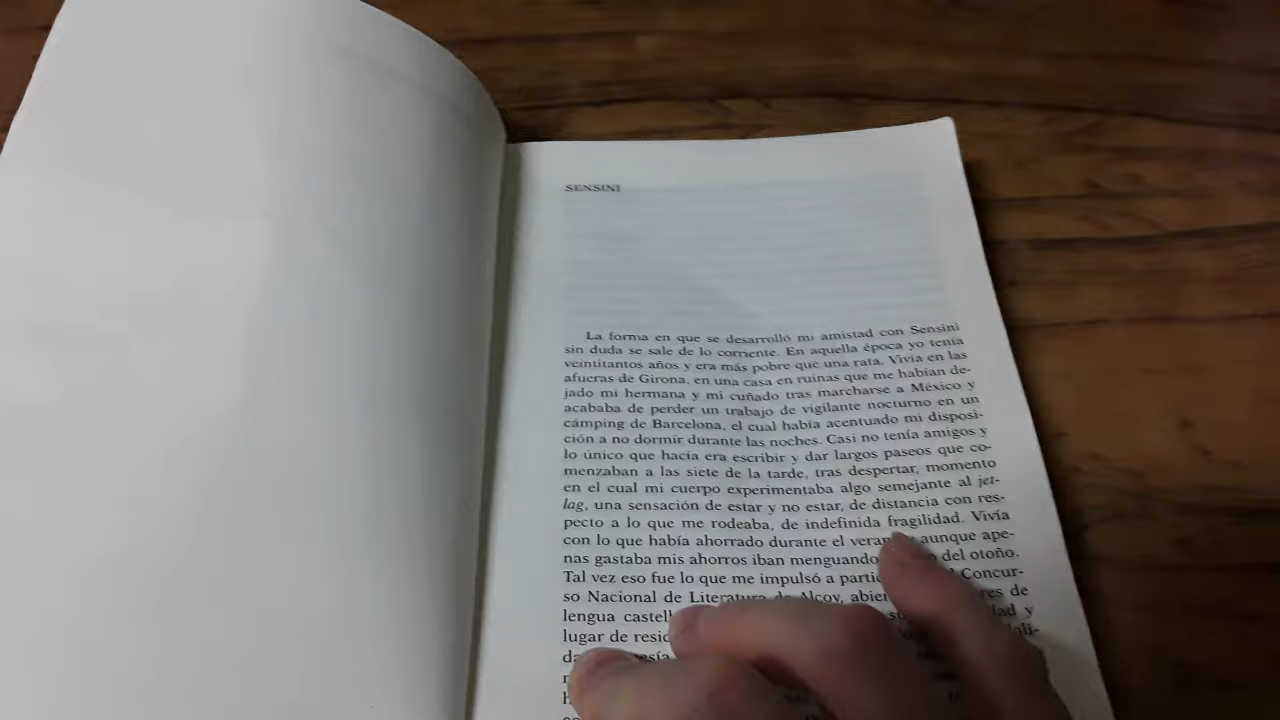 SENSINI
La forma en que se desarrolló mi amistad con Sensini
sin duda se sale de lo corriente. En aquella época yo tenía
veintitantos años y era más pobre que una rata. Vivía en las
afueras de Girona, en una casa en ruinas que me habían de-
jado mi hermana y mi cuñado tras marcharse a México y
acababa de perder un trabajo de vigilante nocturno en un
cámping de Barcelona, el cual había acentuado mi disposi-
ción a no dormir durante las noches. Casi no tenía amigos y
lo único que hacía era escribir y dar largos paseos que co-
menzaban a las siete de la tarde, tras despertar, momento
en el cual mi cuerpo experimentaba algo semejante al jet-
lag, una sensación de estar y no estar, de distancia con res-
pecto a lo que me rodeaba, de indefinida fragilidad. Vivía
con lo que había ahorrado durante el verano y aunque ape-
nas gastaba mis ahorros iban menguando del otoño.
Tal vez eso fue lo que me impulsó a Concur-
so Nacional de Literatura de Alcoy, de
lengua y
lugar de